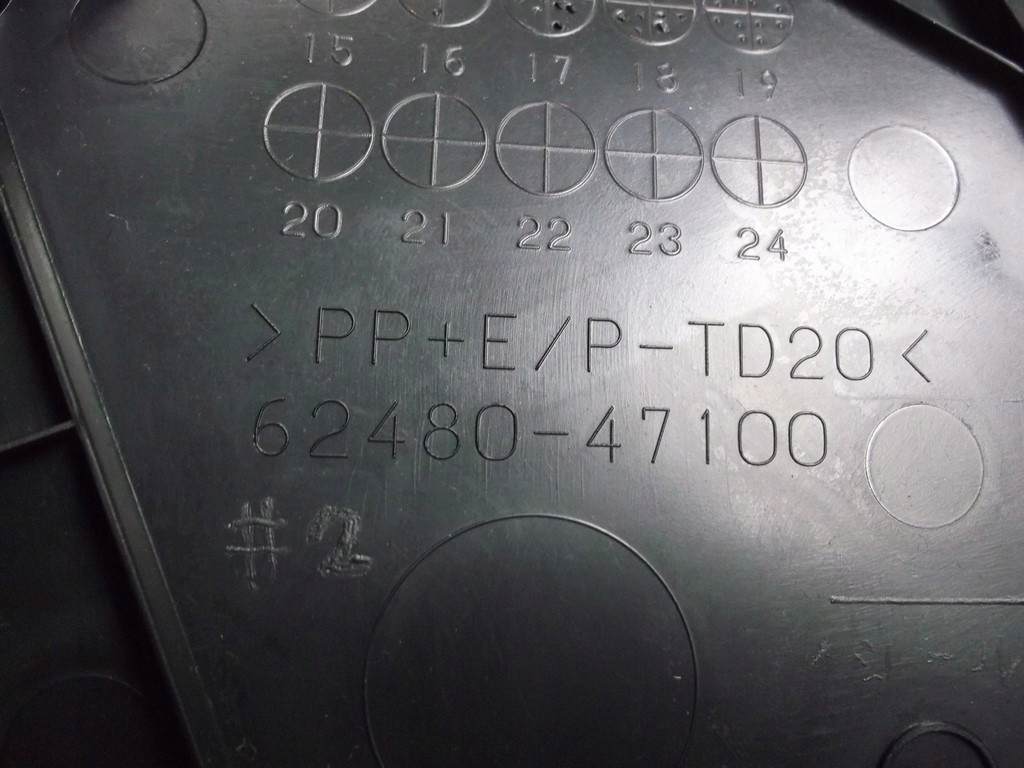 15 16 17 18 19
20 21 22 23 24
>PP+E/P-TD20<
62480-47100
#2